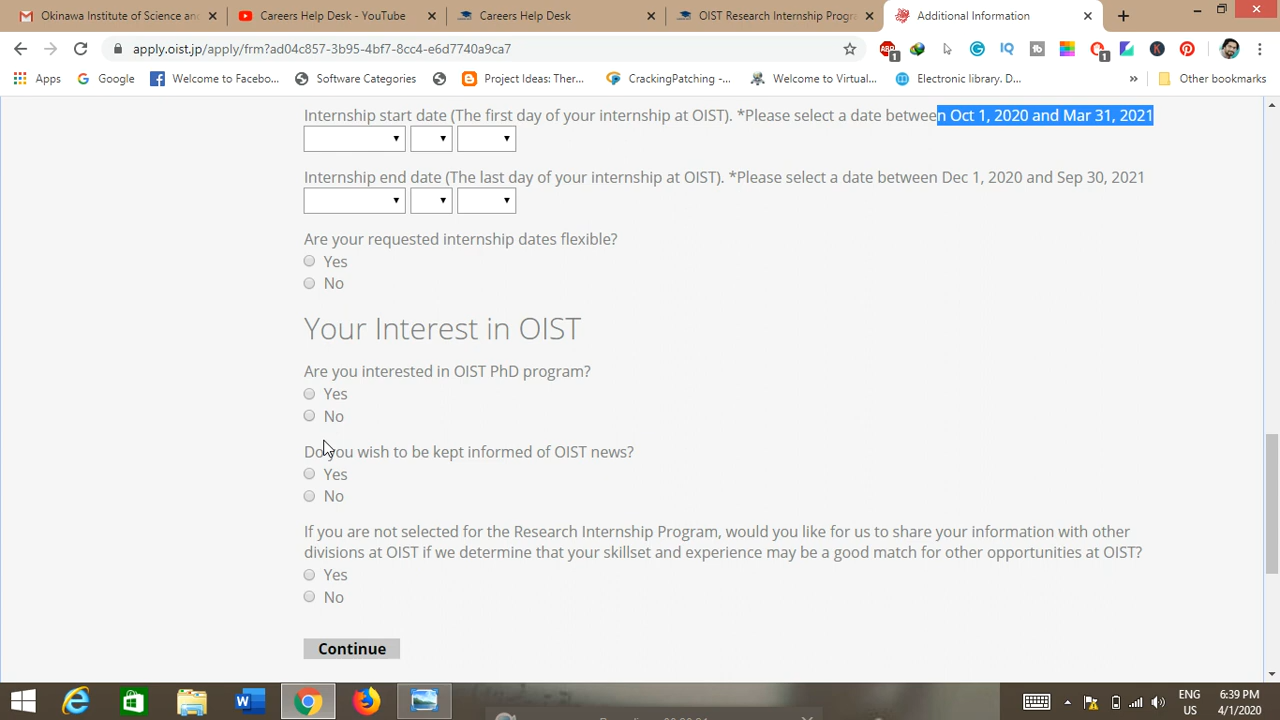 Okinawa Institute of Science an
Careers Help Desk - YouTube
Careers Help Desk
OIST Research Internship Progr
Additional Information
apply.oist.jp/apply/frm?ad04c857-3b95-4bf7-8cc4-e6d7740a9ca7
Apps
Google
Welcome to Facebo...
Software Categories
Project Ideas: Ther...
CrackingPatching -...
Welcome to Virtual...
Electronic library. D...
Other bookmarks
Internship start date (The first day of your internship at OIST). *Please select a date between Oct 1, 2020 and Mar 31, 2021
Internship end date (The last day of your internship at OIST). *Please select a date between Dec 1, 2020 and Sep 30, 2021
Are your requested internship dates flexible?
Yes
No
Your Interest in OIST
Are you interested in OIST PhD program?
Yes
No
Do you wish to be kept informed of OIST news?
Yes
No
If you are not selected for the Research Internship Program, would you like for us to share your information with other
divisions at OIST if we determine that your skillset and experience may be a good match for other opportunities at OIST?
Yes
No
Continue
ENG
US
6:39 PM
4/1/2020